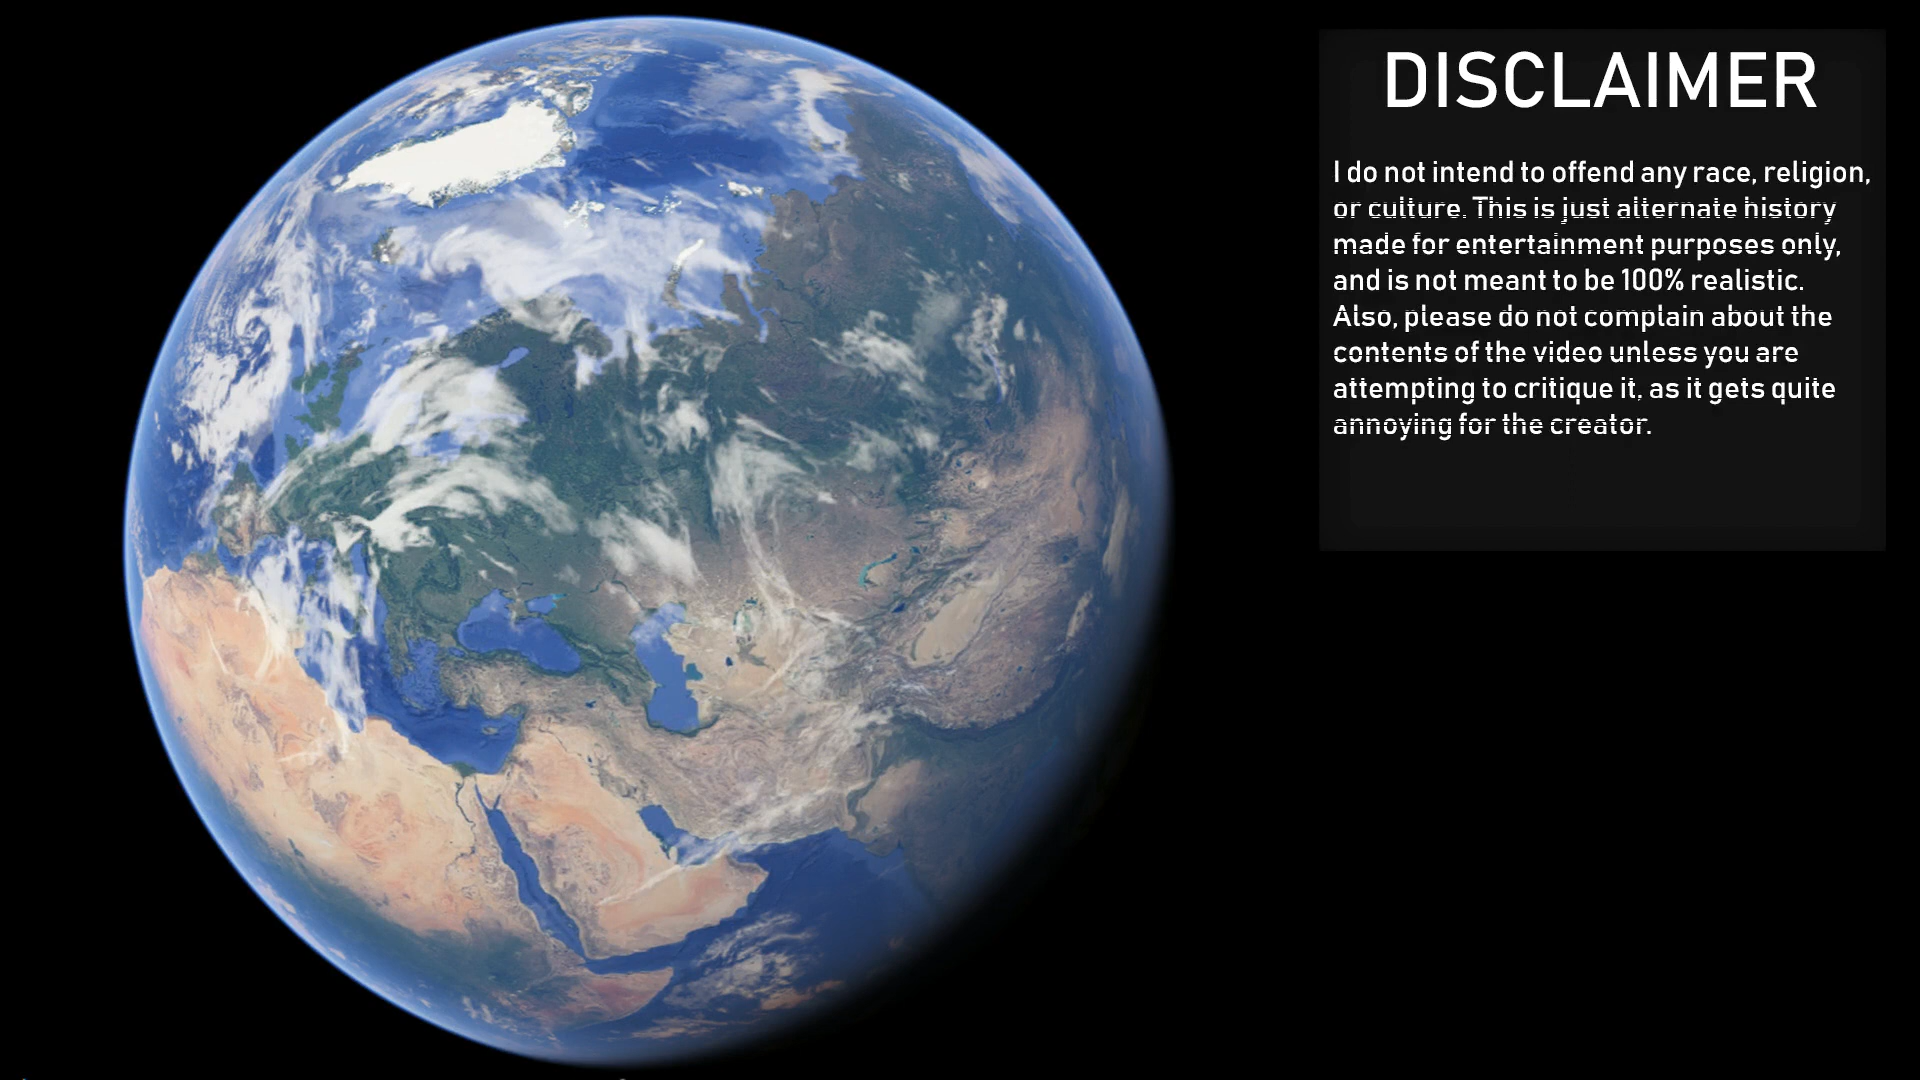 DISCLAIMER
I do not intend to offend any race, religion,
or culture. This is just alternate history
made for entertainment purposes only,
and is not meant to be 100% realistic.
Also, please do not complain about the
contents of the video unless you are
attempting to critique it, as it gets quite
annoying for the creator.